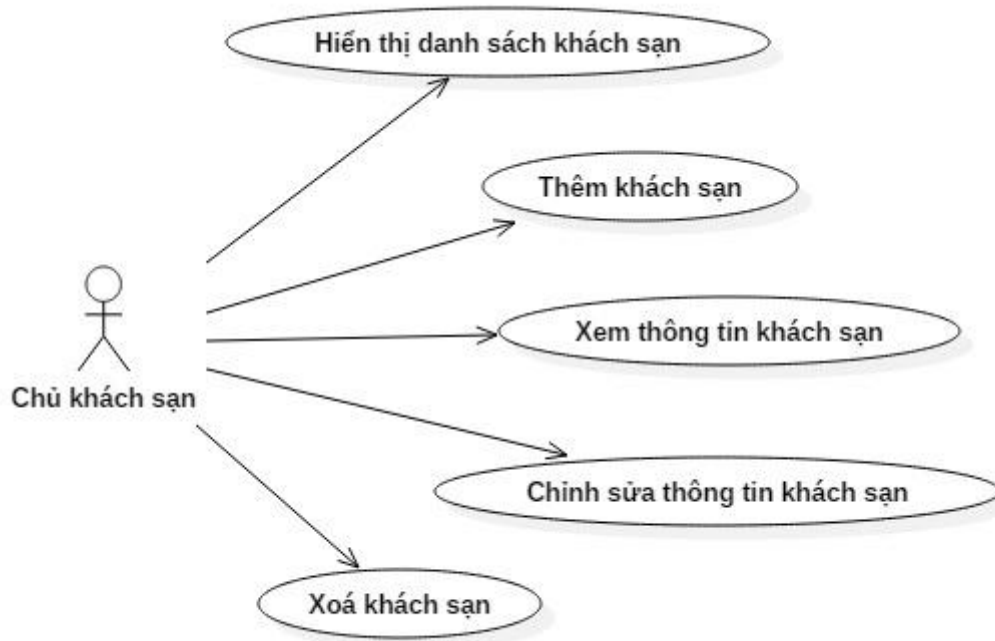 Hiển thị danh sách khách sạn
Thêm khách sạn
Xem thông tin khách sạn
Chủ khách sạn
Chỉnh sửa thông tin khách sạn
Xoá khách sạn